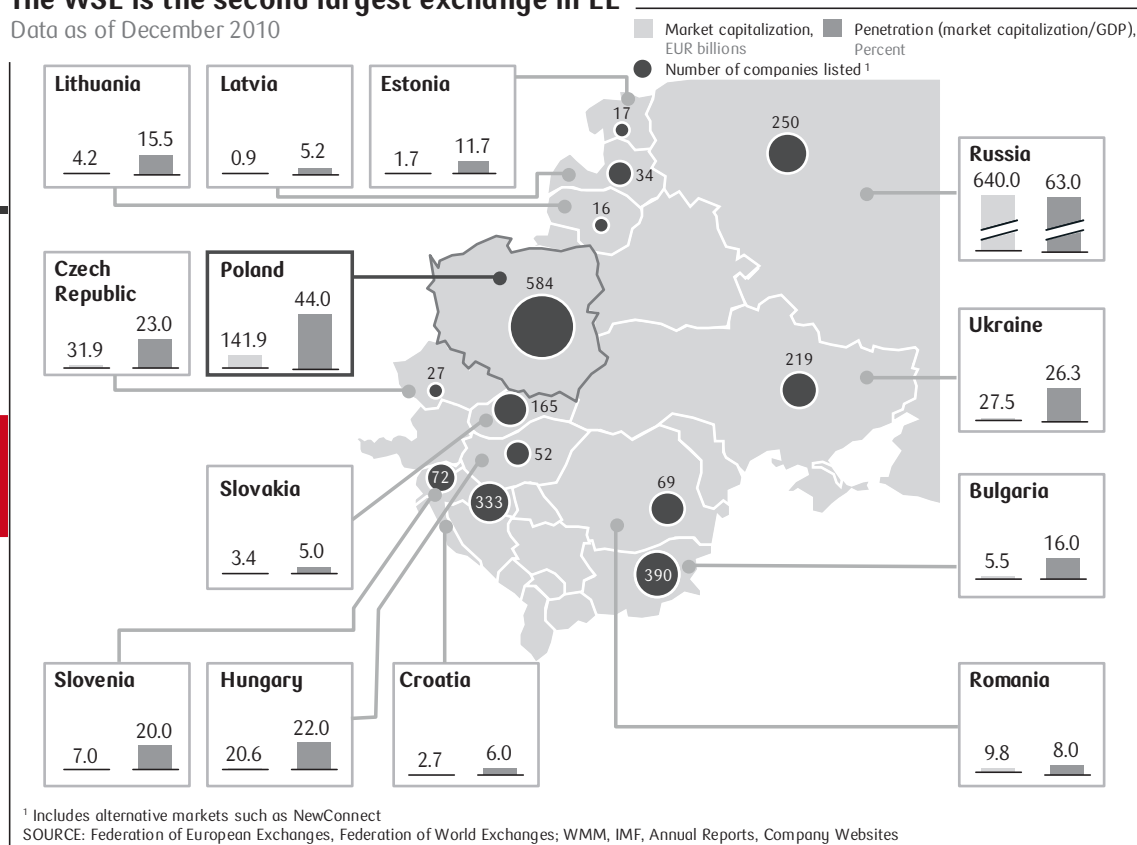 The WSE is the second largest exchange in EE
Data as of December 2010
Market capitalization,
EUR billions
Penetration (market capitalization/GDP),
Percent
Number of companies listed ¹
Lithuania
4.2
15.5
Latvia
0.9
5.2
Estonia
1.7
11.7
17
34
16
250
Russia
640.0
63.0
Czech
Republic
31.9
23.0
Poland
141.9
44.0
584
Ukraine
27.5
26.3
219
27
165
52
72
333
69
390
Slovakia
3.4
5.0
Bulgaria
5.5
16.0
Slovenia
7.0
20.0
Hungary
20.6
22.0
Croatia
2.7
6.0
Romania
9.8
8.0
¹ Includes alternative markets such as NewConnect
SOURCE: Federation of European Exchanges, Federation of World Exchanges; WMM, IMF, Annual Reports, Company Websites